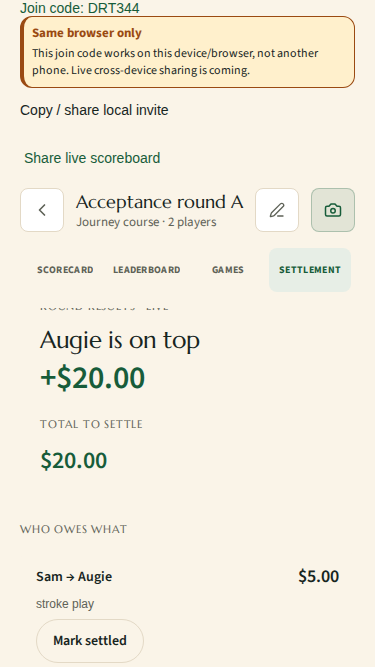 Join code: DRT344
Same browser only
This join code works on this device/browser, not another
phone. Live cross-device sharing is coming.
Copy / share local invite
Share live scoreboard
Acceptance round A
Journey course · 2 players
SCORECARD LEADERBOARD GAMES SETTLEMENT
ROUND RESULTS · LIVE
Augie is on top
+$20.00
TOTAL TO SETTLE
$20.00
WHO OWES WHAT
Sam → Augie $5.00
stroke play
Mark settled